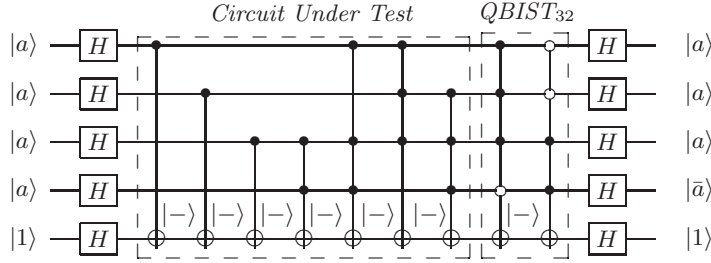 Circuit Under Test QBIST₃₂
|a⟩ H H |a⟩
|a⟩ H H |a⟩
|a⟩ H H |a⟩
|a⟩ H H |ā⟩
|−⟩ |−⟩ |−⟩ |−⟩ |−⟩ |−⟩ |−⟩
|1⟩ H H |1⟩